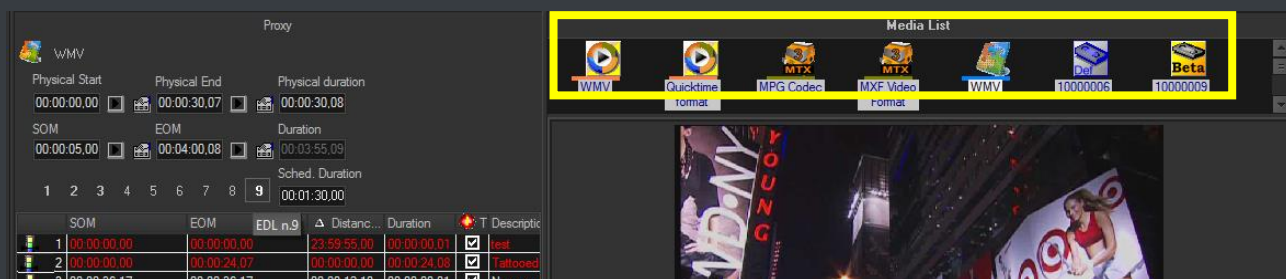 Proxy
WMV
Physical Start Physical End Physical duration
00:00:00,00 00:00:30,07 00:00:30,08
SOM EOM Duration
00:00:05,00 00:04:00,08 00:03:55,09
Sched. Duration
1 2 3 4 5 6 7 8 9 00:01:30,00
SOM EOM EDL n.9 Δ Distanc... Duration T Descriptic
1 00:00:00,00 00:00:00,00 23:59:55,00 00:00:00,01 test
2 00:00:00,00 00:00:24,07 00:00:00,00 00:00:24,08 Tattooed
Media List
MTX MTX Def Beta
WMV Quicktime format MPG Codec MXF Video Format WMV 10000006 10000009
YOUNG